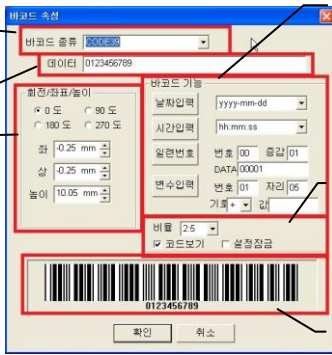 바코드 속성
바코드 종류 CODE39
데이터 0123456789
회전/좌표/높이
0 도 90 도
180 도 270 도
좌 -0.25 mm
상 -0.25 mm
높이 10.05 mm
바코드 기능
날짜입력 yyyy-mm-dd
시간입력 hh:mm:ss
일련번호 번호 00 증감 01
DATA 00001
변수입력 번호 01 자리 05
기호 + 값
비율 2:5
코드보기 설정잠금
0123456789
확인 취소